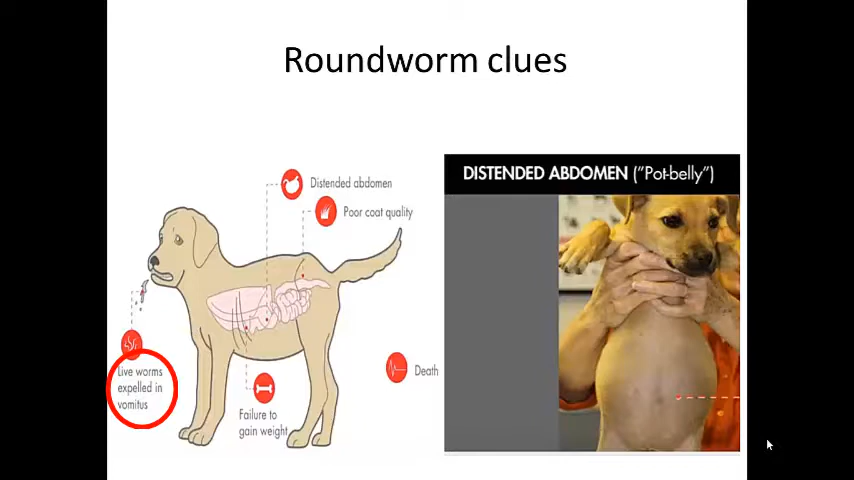 Roundworm clues
Distended abdomen
Poor coat quality
Live worms
expelled in
vomitus
Failure to
gain weight
Death
DISTENDED ABDOMEN ("Pot-belly")